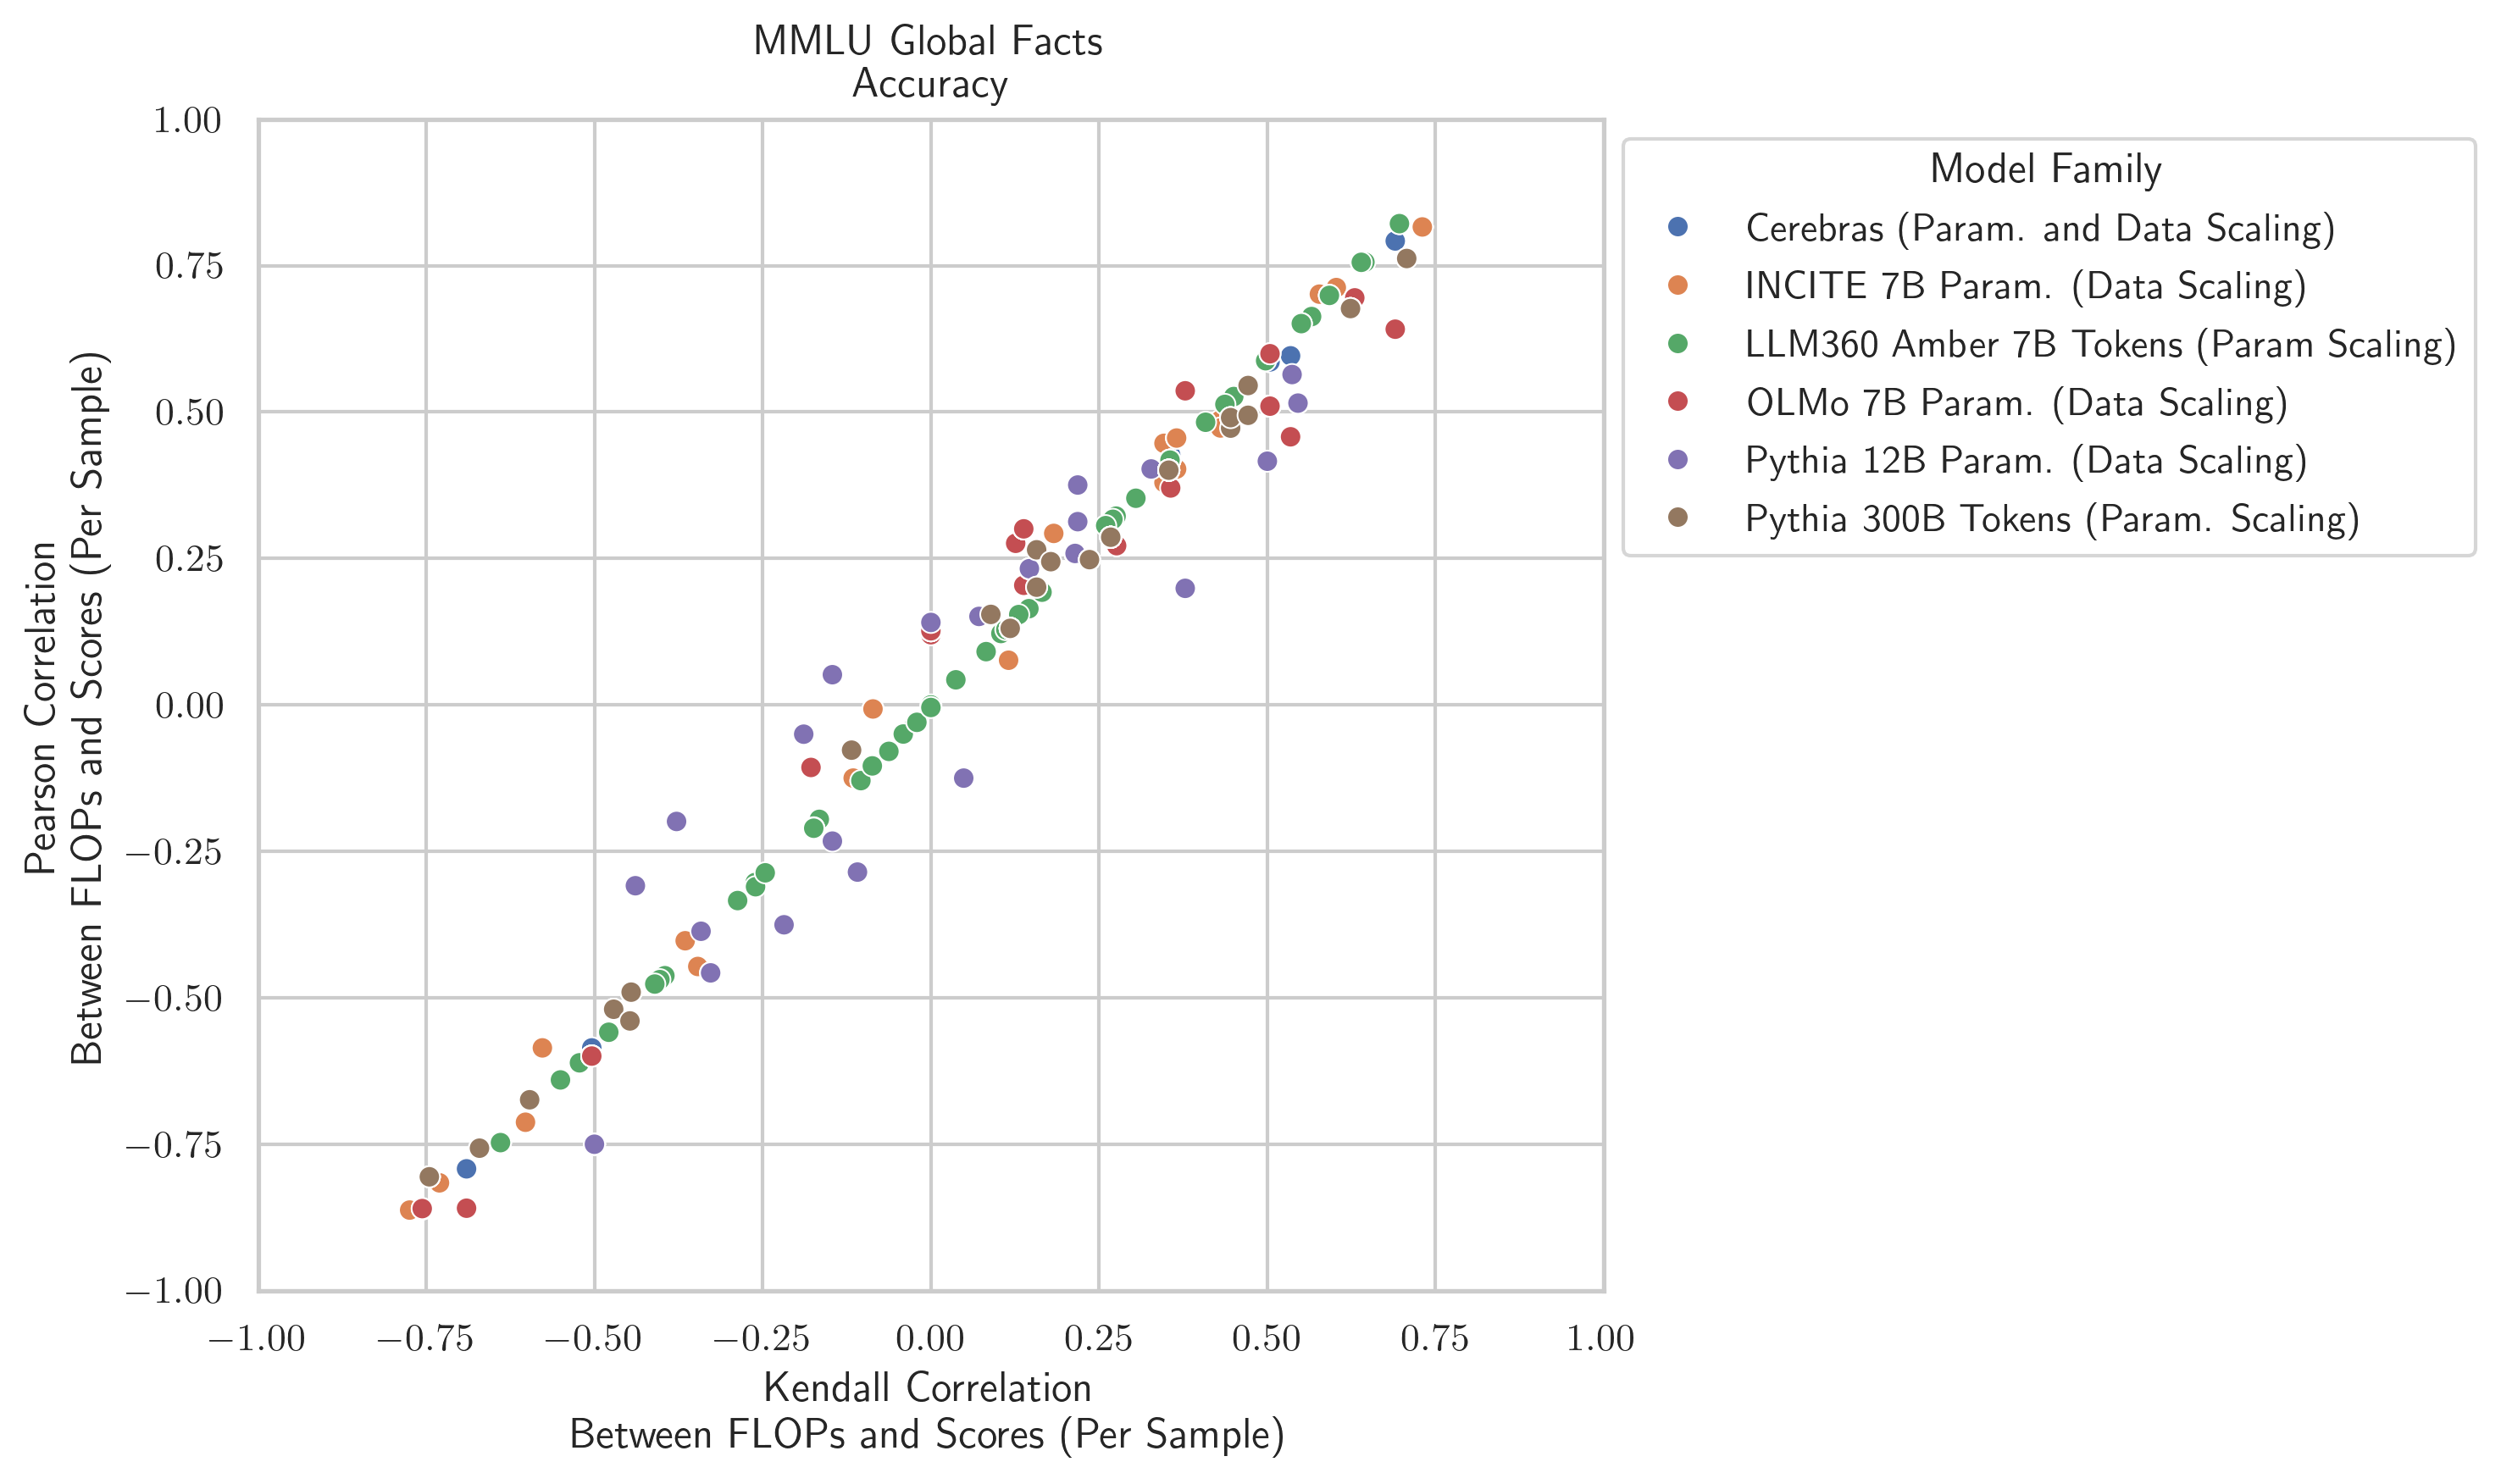 MMLU Global Facts
Accuracy
Pearson Correlation
Between FLOPs and Scores (Per Sample)
1.00
0.75
0.50
0.25
0.00
−0.25
−0.50
−0.75
−1.00
−1.00 −0.75 −0.50 −0.25 0.00 0.25 0.50 0.75 1.00
Kendall Correlation
Between FLOPs and Scores (Per Sample)
Model Family
Cerebras (Param. and Data Scaling)
INCITE 7B Param. (Data Scaling)
LLM360 Amber 7B Tokens (Param Scaling)
OLMo 7B Param. (Data Scaling)
Pythia 12B Param. (Data Scaling)
Pythia 300B Tokens (Param. Scaling)